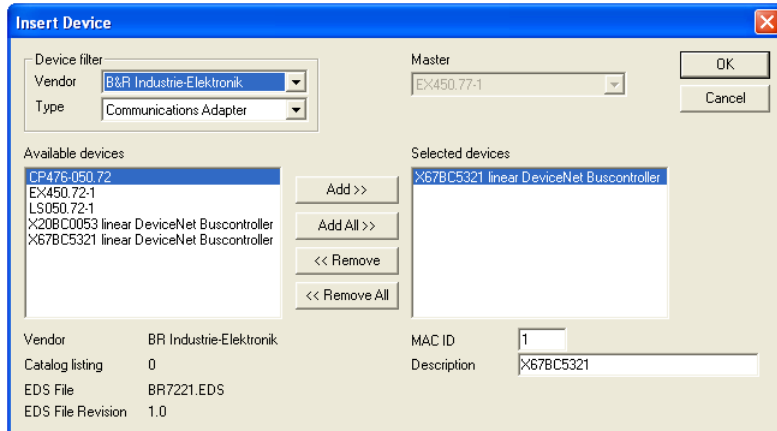 Insert Device
Device filter
Vendor B&R Industrie-Elektronik
Type Communications Adapter
Master
EX450.77-1
OK
Cancel
Available devices
CP476-050.72
EX450.72-1
LS050.72-1
X20BC0053 linear DeviceNet Buscontroller
X67BC5321 linear DeviceNet Buscontroller
Add >>
Add All >>
<< Remove
<< Remove All
Selected devices
X67BC5321 linear DeviceNet Buscontroller
Vendor BR Industrie-Elektronik
Catalog listing 0
EDS File BR7221.EDS
EDS File Revision 1.0
MAC ID 1
Description X67BC5321